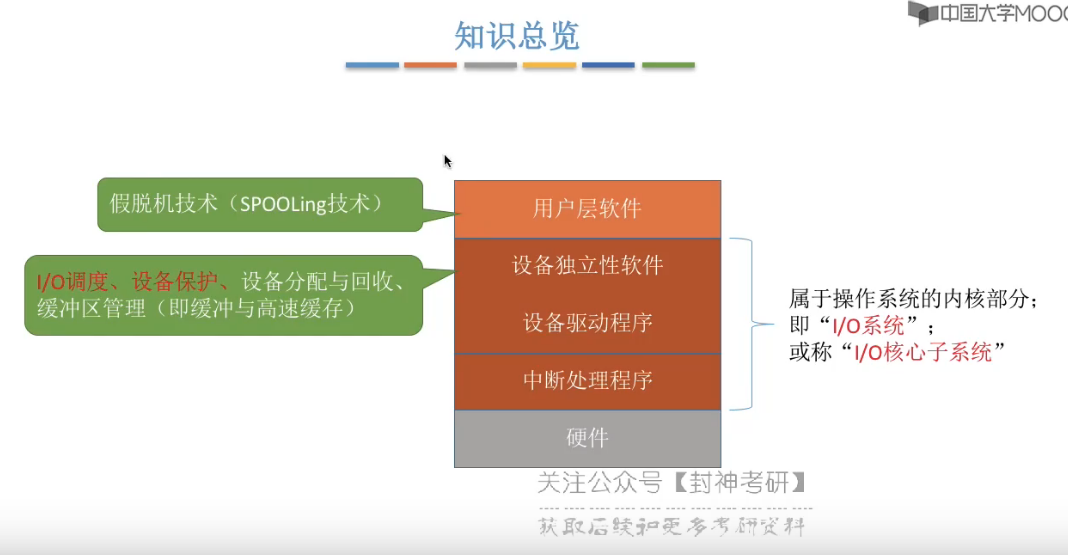 中国大学MOOC
知识总览
假脱机技术（SPOOLing技术）
用户层软件
I/O调度、设备保护、设备分配与回收、
缓冲区管理（即缓冲与高速缓存）
设备独立性软件
设备驱动程序
中断处理程序
硬件
属于操作系统的内核部分；
即“I/O系统”；
或称“I/O核心子系统”
关注公众号【封神考研】
获取后续和更多考研资料